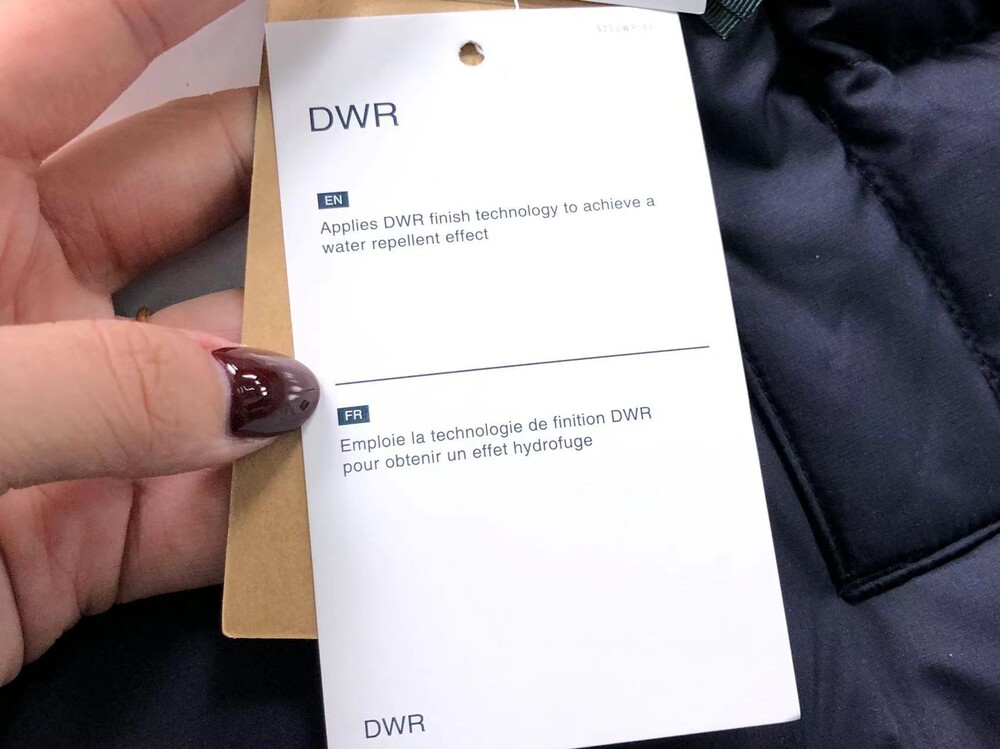 DWR
EN
Applies DWR finish technology to achieve a
water repellent effect
FR
Emploie la technologie de finition DWR
pour obtenir un effet hydrofuge
DWR